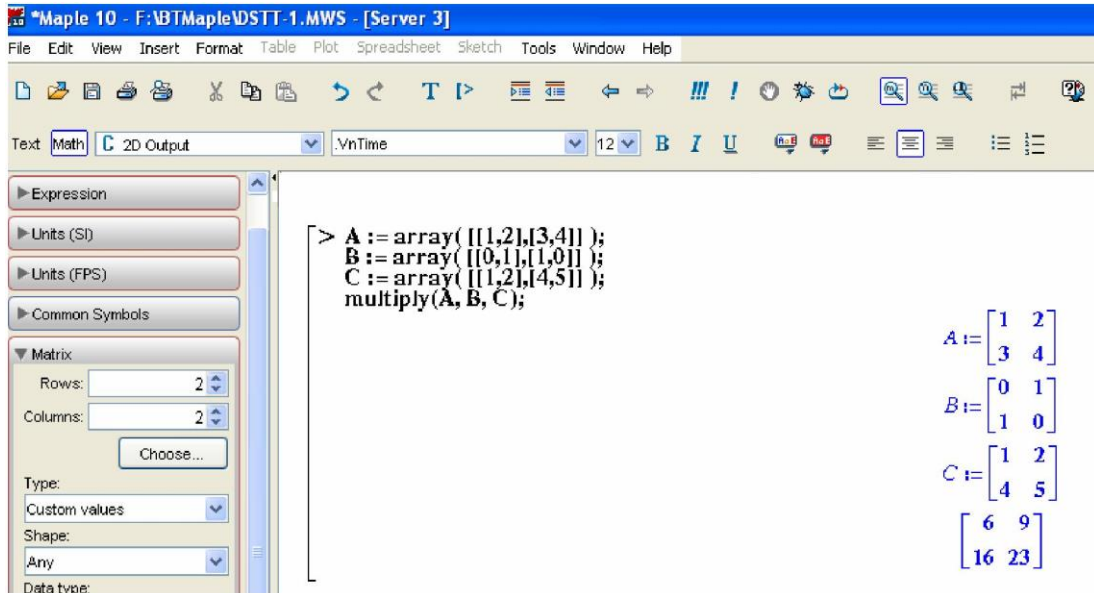 *Maple 10 - F:\BTMaple\DSTT-1.MWS - [Server 3]
File Edit View Insert Format Table Plot Spreadsheet Sketch Tools Window Help
Text Math C 2D Output .VnTime 12 B I U
Expression
Units (SI)
Units (FPS)
Common Symbols
Matrix
Rows: 2
Columns: 2
Choose...
Type:
Custom values
Shape:
Any
Data type:
> A := array( [[1,2],[3,4]] );
B := array( [[0,1],[1,0]] );
C := array( [[1,2],[4,5]] );
multiply(A, B, C);
A := [1 2
3 4]
B := [0 1
1 0]
C := [1 2
4 5]
[6 9
16 23]